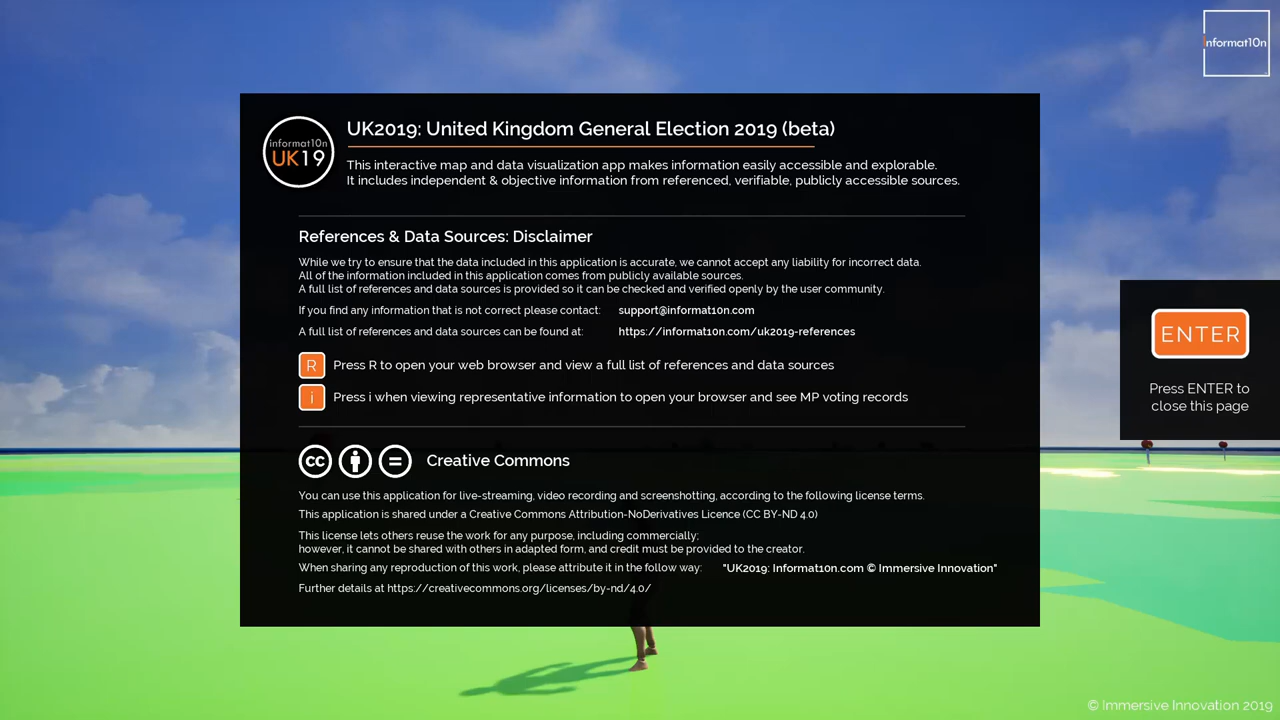 informat10n
informat10n
UK19
UK2019: United Kingdom General Election 2019 (beta)
This interactive map and data visualization app makes information easily accessible and explorable.
It includes independent & objective information from referenced, verifiable, publicly accessible sources.
References & Data Sources: Disclaimer
While we try to ensure that the data included in this application is accurate, we cannot accept any liability for incorrect data.
All of the information included in this application comes from publicly available sources.
A full list of references and data sources is provided so it can be checked and verified openly by the user community.
If you find any information that is not correct please contact: support@informat10n.com
A full list of references and data sources can be found at: https://informat10n.com/uk2019-references
R Press R to open your web browser and view a full list of references and data sources
i Press i when viewing representative information to open your browser and see MP voting records
ENTER
Press ENTER to
close this page
cc Creative Commons
You can use this application for live-streaming, video recording and screenshotting, according to the following license terms.
This application is shared under a Creative Commons Attribution-NoDerivatives Licence (CC BY-ND 4.0)
This license lets others reuse the work for any purpose, including commercially;
however, it cannot be shared with others in adapted form, and credit must be provided to the creator.
When sharing any reproduction of this work, please attribute it in the follow way: "UK2019: Informat10n.com © Immersive Innovation"
Further details at https://creativecommons.org/licenses/by-nd/4.0/
© Immersive Innovation 2019